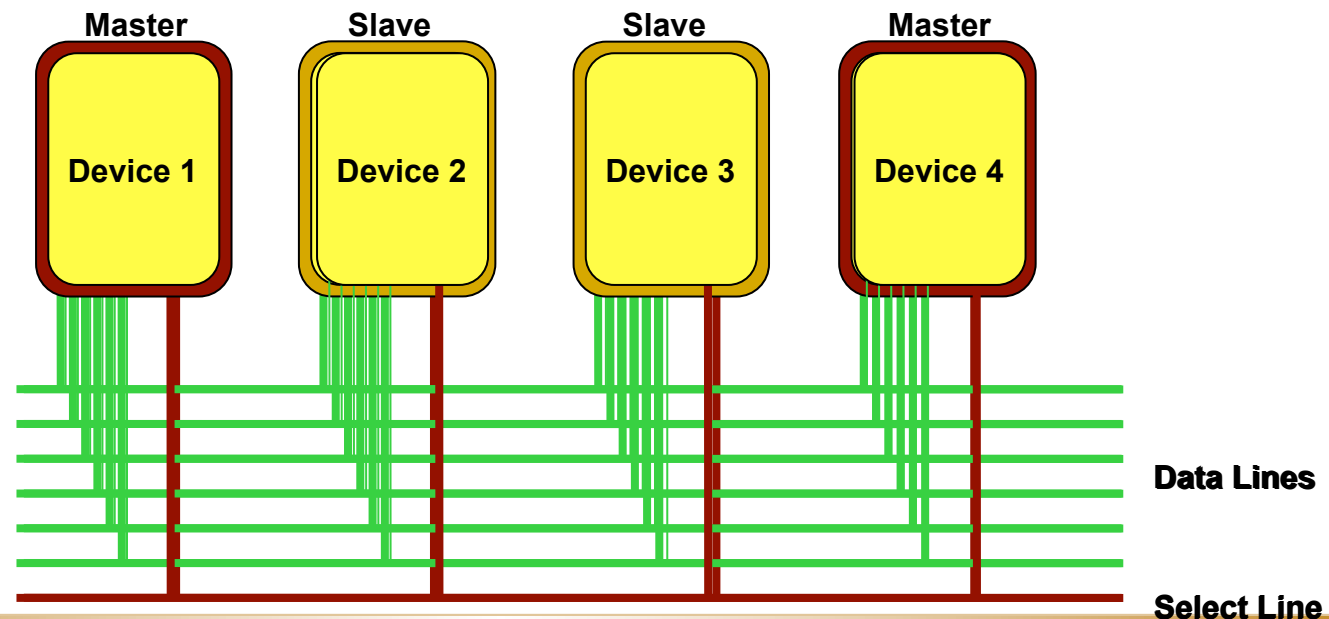 Master
Slave
Slave
Master
Device 1
Device 2
Device 3
Device 4
Data Lines
Select Line